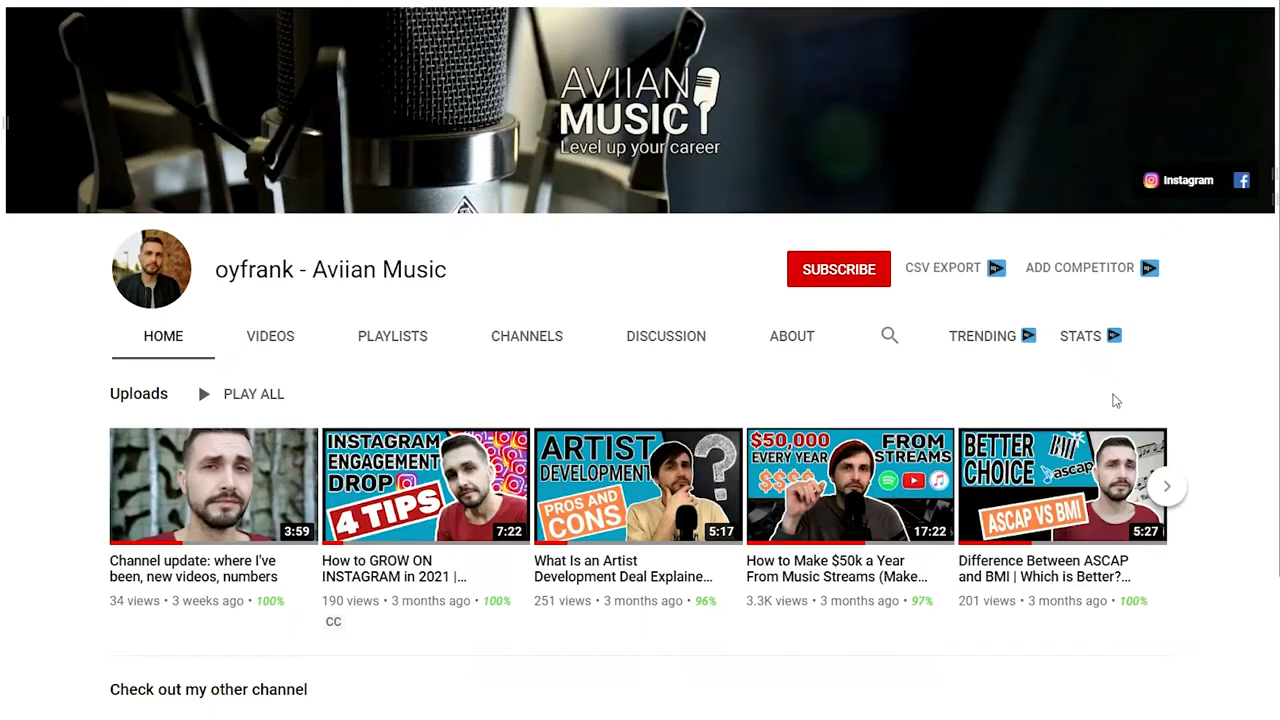 AVIIAN
MUSIC
Level up your career
Instagram
oyfrank - Aviian Music
SUBSCRIBE
CSV EXPORT
ADD COMPETITOR
HOME
VIDEOS
PLAYLISTS
CHANNELS
DISCUSSION
ABOUT
TRENDING
STATS
Uploads
PLAY ALL
3:59
INSTAGRAM
ENGAGEMENT
DROP
4 TIPS
7:22
ARTIST
DEVELOPMENT
PROS AND
CONS
5:17
$50,000
EVERY YEAR
$$$$
FROM
STREAMS
17:22
BETTER
CHOICE
BMI
ascap
ASCAP VS BMI
5:27
Channel update: where I've
been, new videos, numbers
34 views • 3 weeks ago • 100%
How to GROW ON
INSTAGRAM in 2021 |...
190 views • 3 months ago • 100%
CC
What Is an Artist
Development Deal Explaine...
251 views • 3 months ago • 96%
How to Make $50k a Year
From Music Streams (Make...
3.3K views • 3 months ago • 97%
Difference Between ASCAP
and BMI | Which is Better?...
201 views • 3 months ago • 100%
Check out my other channel